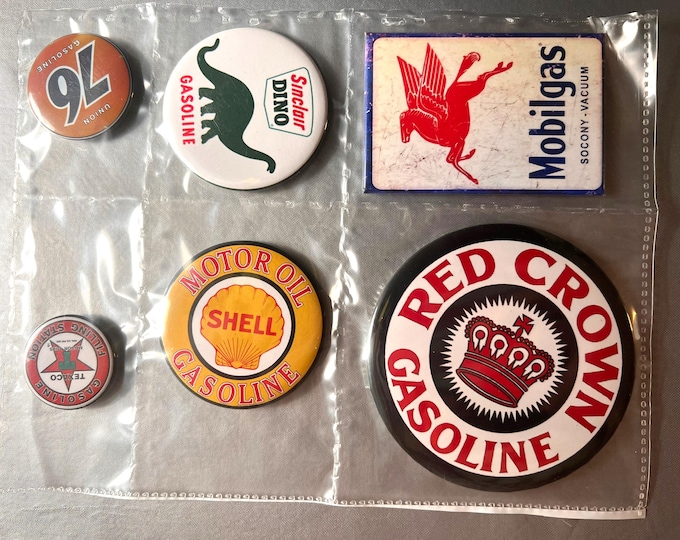 UNION
76
GASOLINE
Sinclair
DINO
GASOLINE
Mobilgas
SOCONY - VACUUM
TEXACO
GASOLINE
FILLING STATION
MOTOR OIL
SHELL
GASOLINE
RED CROWN
GASOLINE